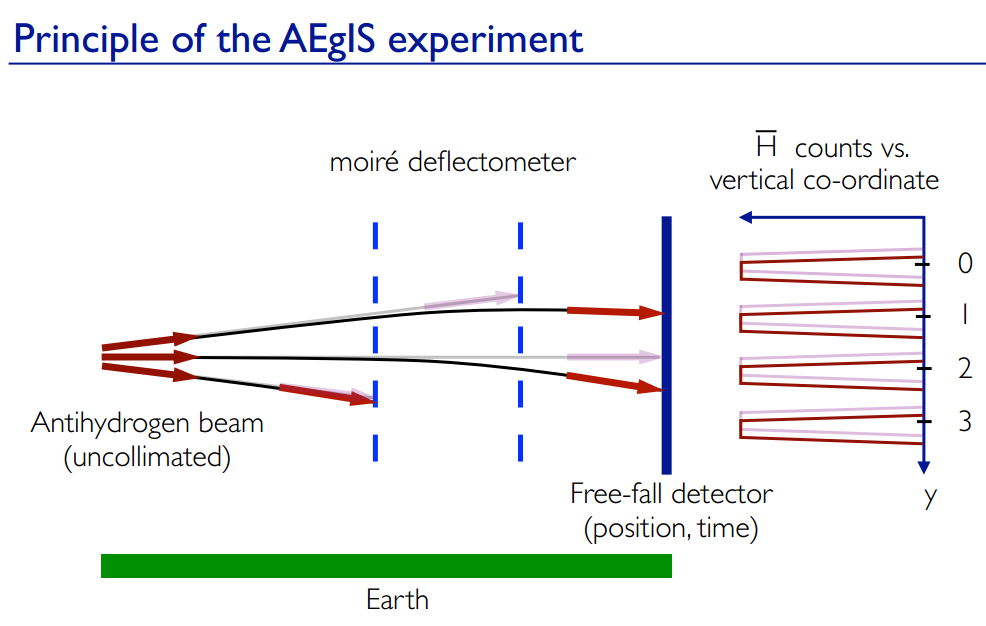 Principle of the AEgIS experiment
moiré deflectometer
H̅ counts vs.
vertical co-ordinate
0
1
2
3
y
Antihydrogen beam
(uncollimated)
Free-fall detector
(position, time)
Earth